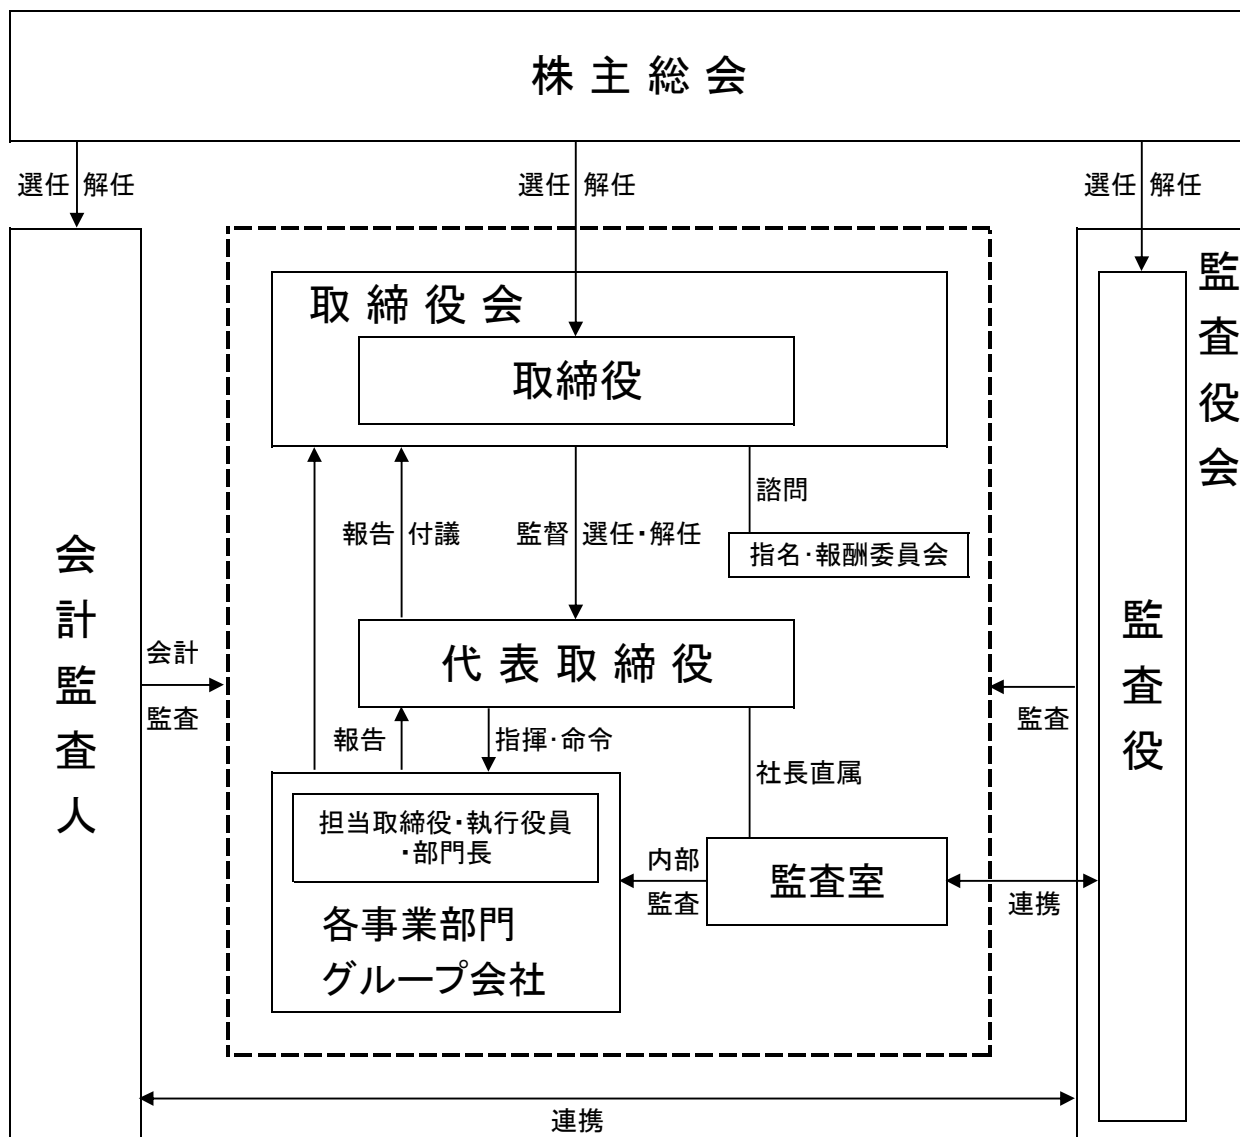 株主総会
選任 解任
選任 解任
選任 解任
取締役会
取締役
監査役会
諮問
報告 付議
監督 選任・解任
指名・報酬委員会
会計監査人
代表取締役
監査役
会計
監査
監査
報告
指揮・命令
社長直属
担当取締役・執行役員
・部門長
内部
監査
監査室
連携
各事業部門
グループ会社
連携